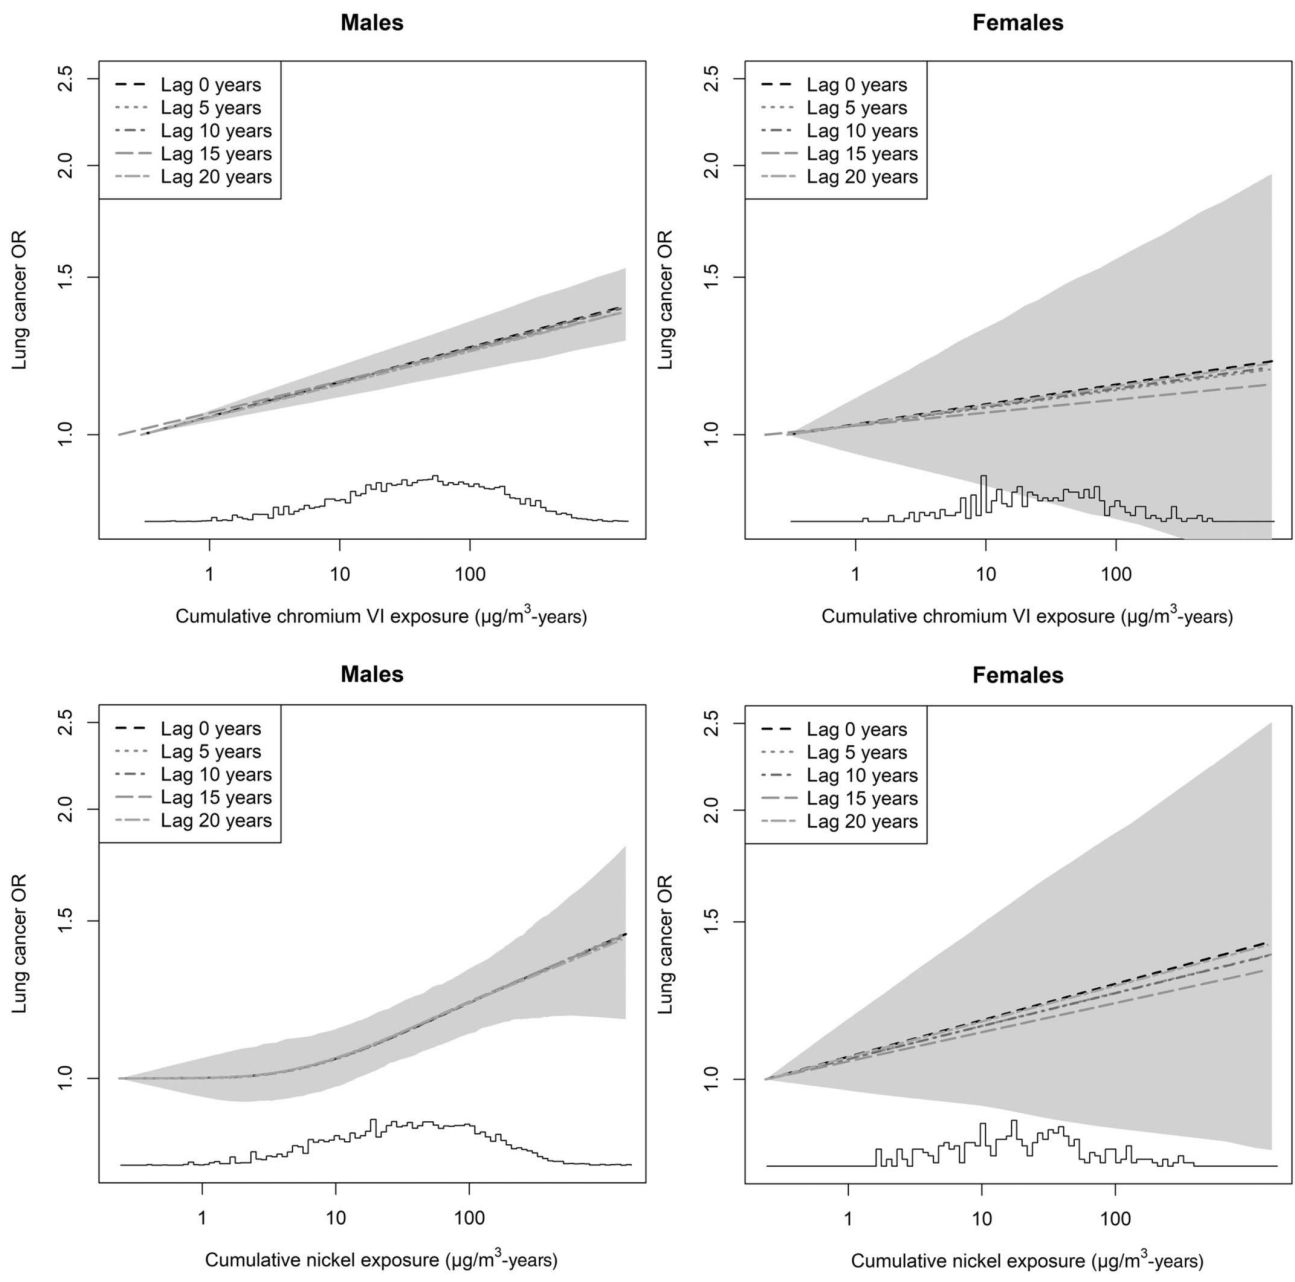 Males
2.5
2.0
1.5
1.0
Lung cancer OR
Lag 0 years
Lag 5 years
Lag 10 years
Lag 15 years
Lag 20 years
1 10 100
Cumulative chromium VI exposure (µg/m³-years)
Females
2.5
2.0
1.5
1.0
Lung cancer OR
Lag 0 years
Lag 5 years
Lag 10 years
Lag 15 years
Lag 20 years
1 10 100
Cumulative chromium VI exposure (µg/m³-years)
Males
2.5
2.0
1.5
1.0
Lung cancer OR
Lag 0 years
Lag 5 years
Lag 10 years
Lag 15 years
Lag 20 years
1 10 100
Cumulative nickel exposure (µg/m³-years)
Females
2.5
2.0
1.5
1.0
Lung cancer OR
Lag 0 years
Lag 5 years
Lag 10 years
Lag 15 years
Lag 20 years
1 10 100
Cumulative nickel exposure (µg/m³-years)